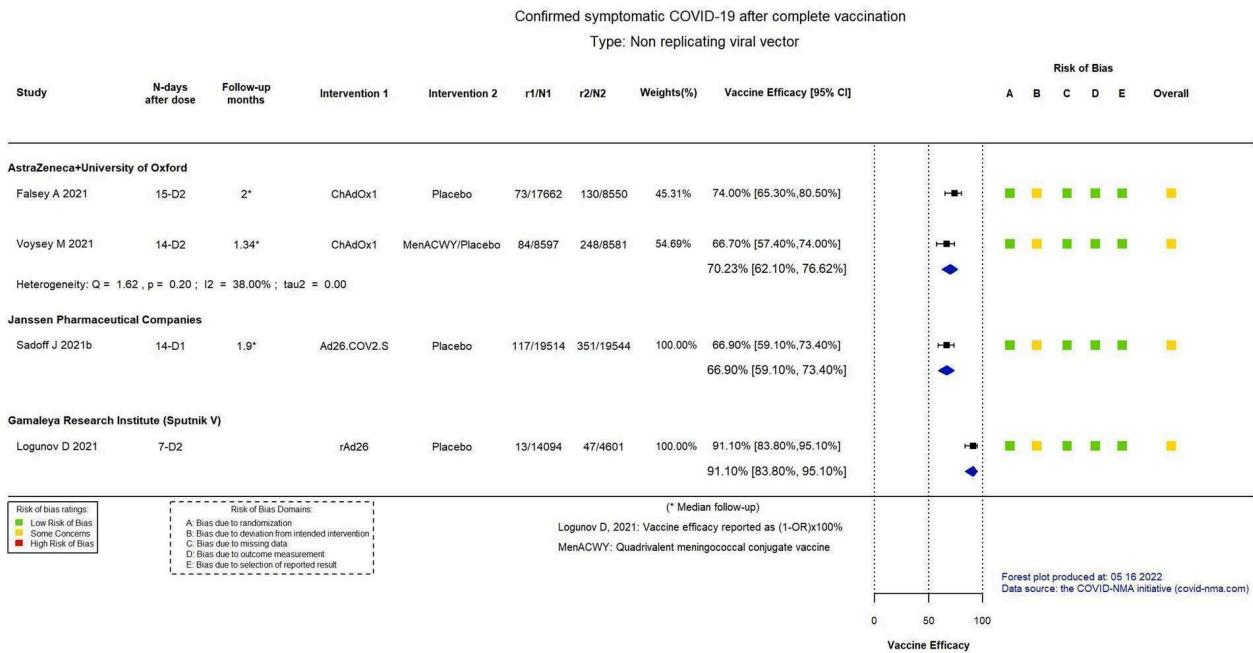 Confirmed symptomatic COVID-19 after complete vaccination
Type: Non replicating viral vector
Risk of Bias
Study N-days after dose Follow-up months Intervention 1 Intervention 2 r1/N1 r2/N2 Weights(%) Vaccine Efficacy [95% CI] A B C D E Overall
AstraZeneca+University of Oxford
Falsey A 2021 15-D2 2* ChAdOx1 Placebo 73/17662 130/8550 45.31% 74.00% [65.30%,80.50%]
Voysey M 2021 14-D2 1.34* ChAdOx1 MenACWY/Placebo 84/8597 248/8581 54.69% 66.70% [57.40%,74.00%]
70.23% [62.10%, 76.62%]
Heterogeneity: Q = 1.62 , p = 0.20 ; I2 = 38.00% ; tau2 = 0.00
Janssen Pharmaceutical Companies
Sadoff J 2021b 14-D1 1.9* Ad26.COV2.S Placebo 117/19514 351/19544 100.00% 66.90% [59.10%,73.40%]
66.90% [59.10%, 73.40%]
Gamaleya Research Institute (Sputnik V)
Logunov D 2021 7-D2 rAd26 Placebo 13/14094 47/4601 100.00% 91.10% [83.80%,95.10%]
91.10% [83.80%, 95.10%]
Risk of bias ratings:
Low Risk of Bias
Some Concerns
High Risk of Bias
Risk of Bias Domains:
A: Bias due to randomization
B: Bias due to deviation from intended intervention
C: Bias due to missing data
D: Bias due to outcome measurement
E: Bias due to selection of reported result
(* Median follow-up)
Logunov D, 2021: Vaccine efficacy reported as (1-OR)x100%
MenACWY: Quadrivalent meningococcal conjugate vaccine
Forest plot produced at: 05 16 2022
Data source: the COVID-NMA initiative (covid-nma.com)
0 50 100
Vaccine Efficacy